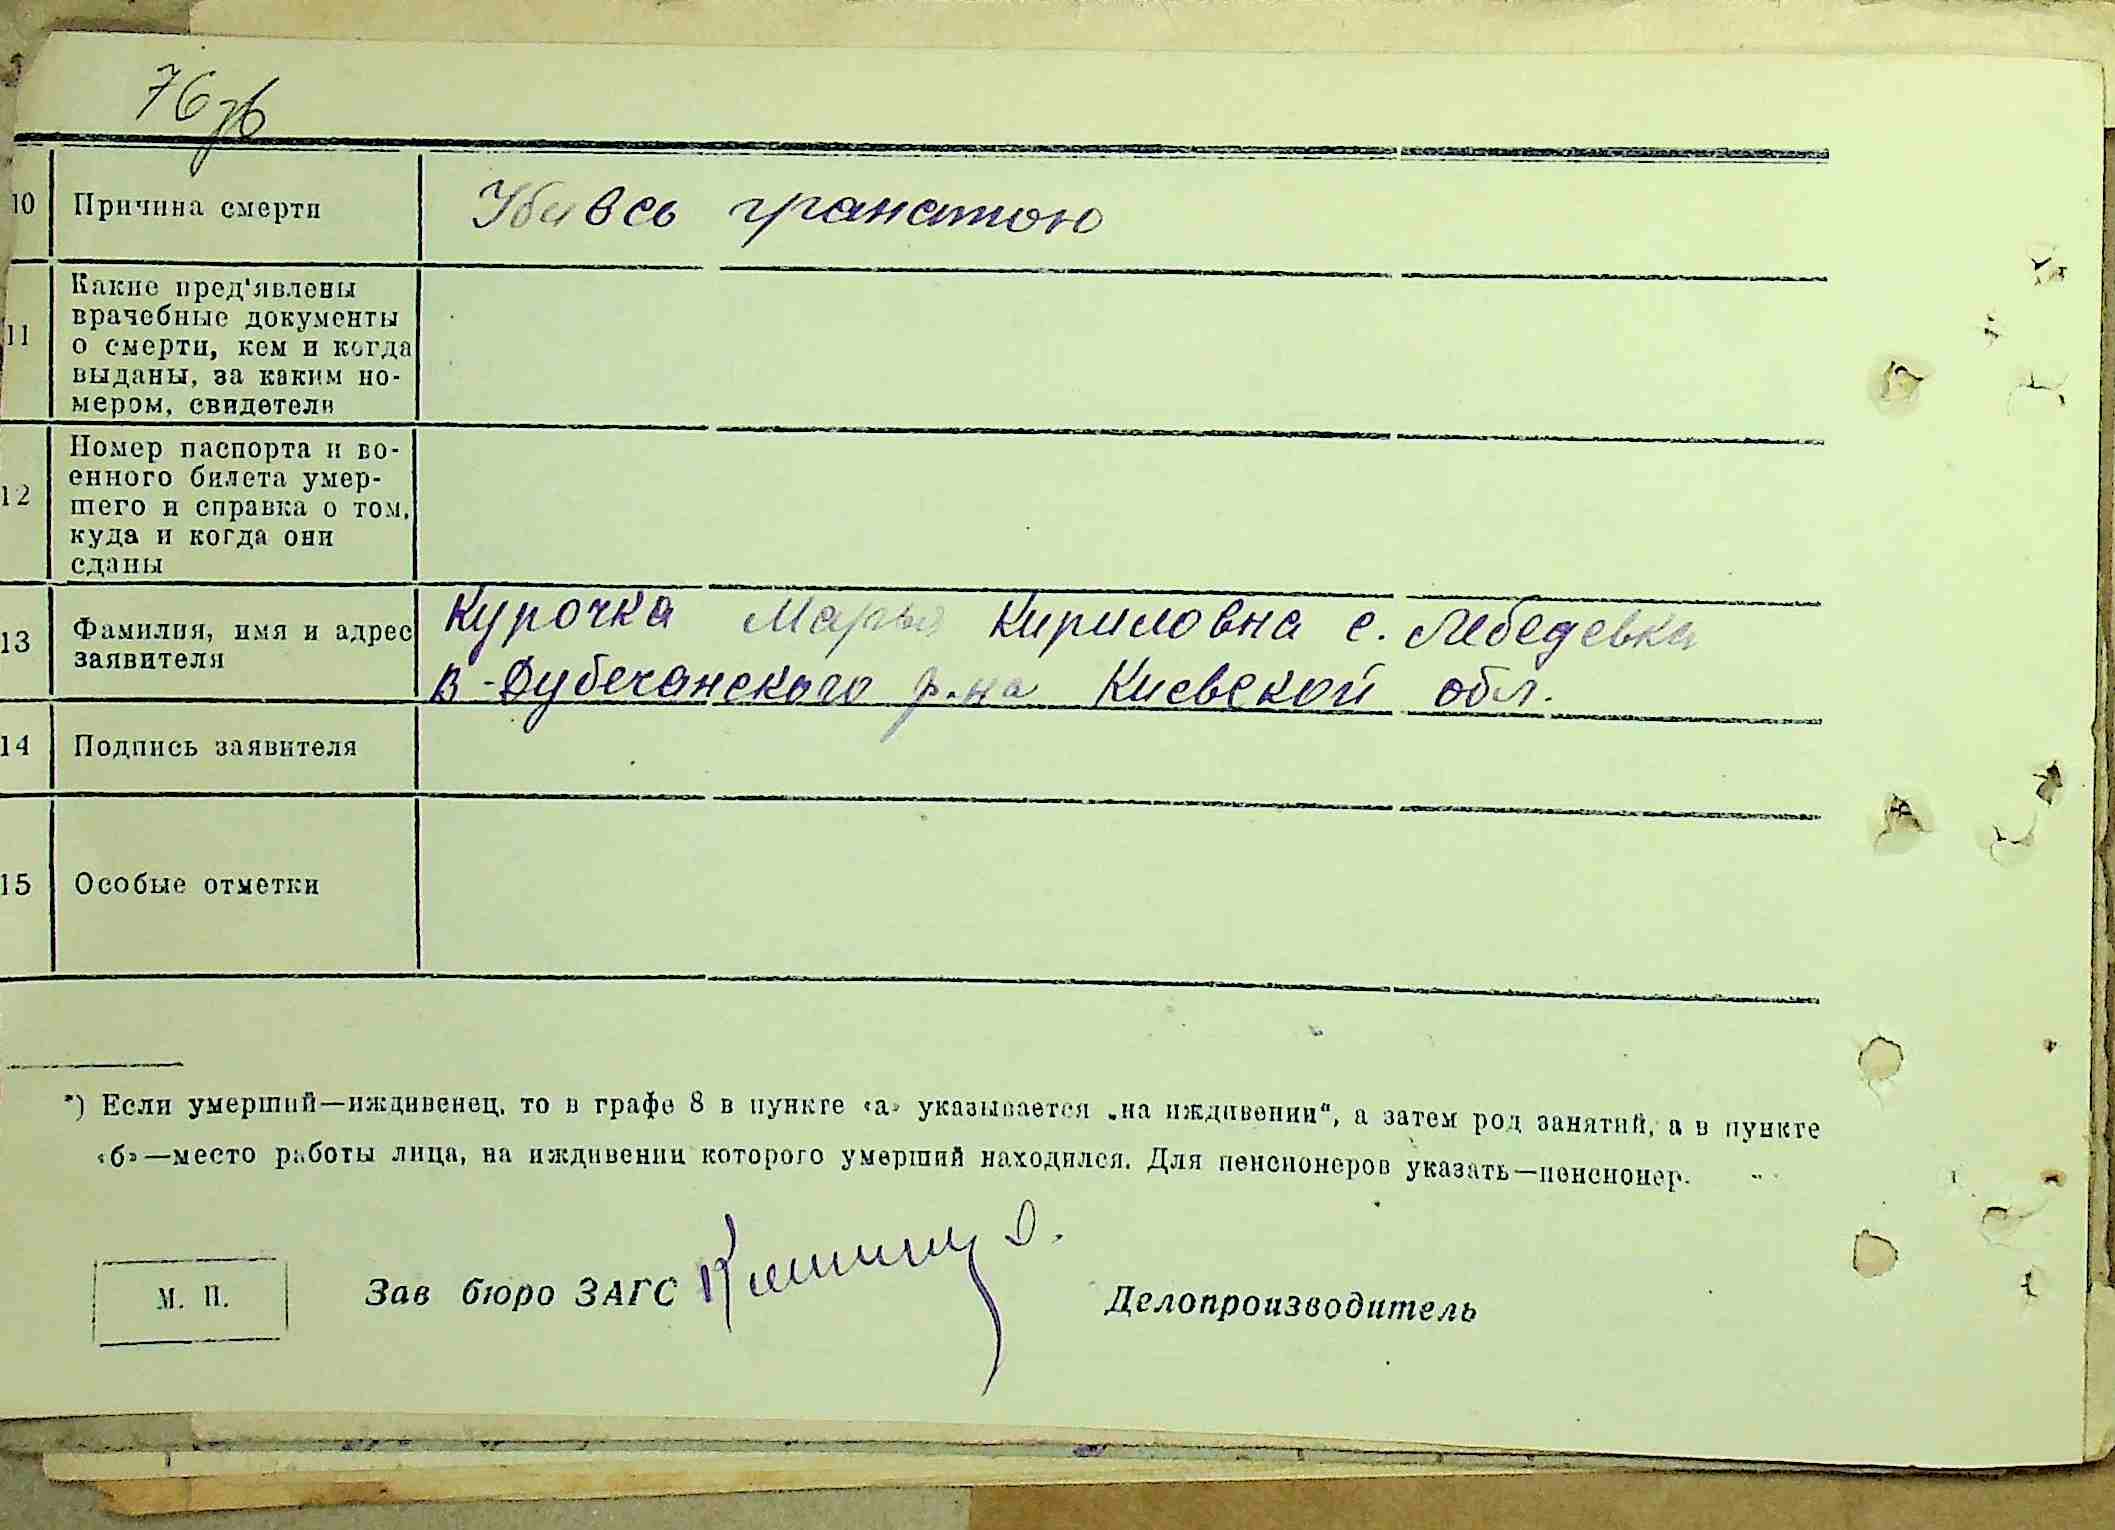 76 зв
10 Причина смерти Убивсь гранатою
11 Какие пред'явлены
врачебные документы
о смерти, кем и когда
выданы, за каким но-
мером, свидетели
12 Номер паспорта и во-
енного билета умер-
шего и справка о том,
куда и когда они
сданы
13 Фамилия, имя и адрес
заявителя
Курочка Марья Кириловна с. Лебедевка
В-Дубечанского р-на Киевской обл.
14 Подпись заявителя
15 Особые отметки
*) Если умерший—иждивенец, то в графе 8 в пункте «а» указывается „на иждивении“, а затем род занятий, а в пункте
«б»—место работы лица, на иждивении которого умерший находился. Для пенсионеров указать—пенсионер.
М. П. Зав бюро ЗАГС Делопроизводитель